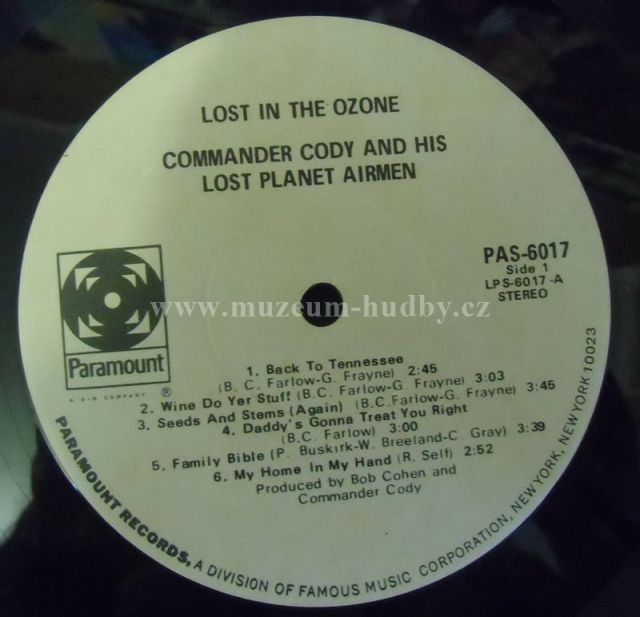 LOST IN THE OZONE
COMMANDER CODY AND HIS
LOST PLANET AIRMEN
PAS-6017
Side 1
LPS-6017-A
STEREO
www.muzeum-hudby.cz
Paramount
A G+W COMPANY ®
1. Back To Tennessee
(B. C. Farlow-G. Frayne) 2:45
2. Wine Do Yer Stuff (B. C. Farlow-G. Frayne) 3:03
3. Seeds And Stems (Again) (B.C.Farlow-G. Frayne) 3:45
4. Daddy's Gonna Treat You Right
(B.C. Farlow) 3:00
5. Family Bible (P. Buskirk-W. Breeland-C. Gray) 3:39
6. My Home In My Hand (R. Self) 2:52
Produced by Bob Cohen and
Commander Cody
PARAMOUNT RECORDS, A DIVISION OF FAMOUS MUSIC CORPORATION, NEW YORK, NEW YORK 10023